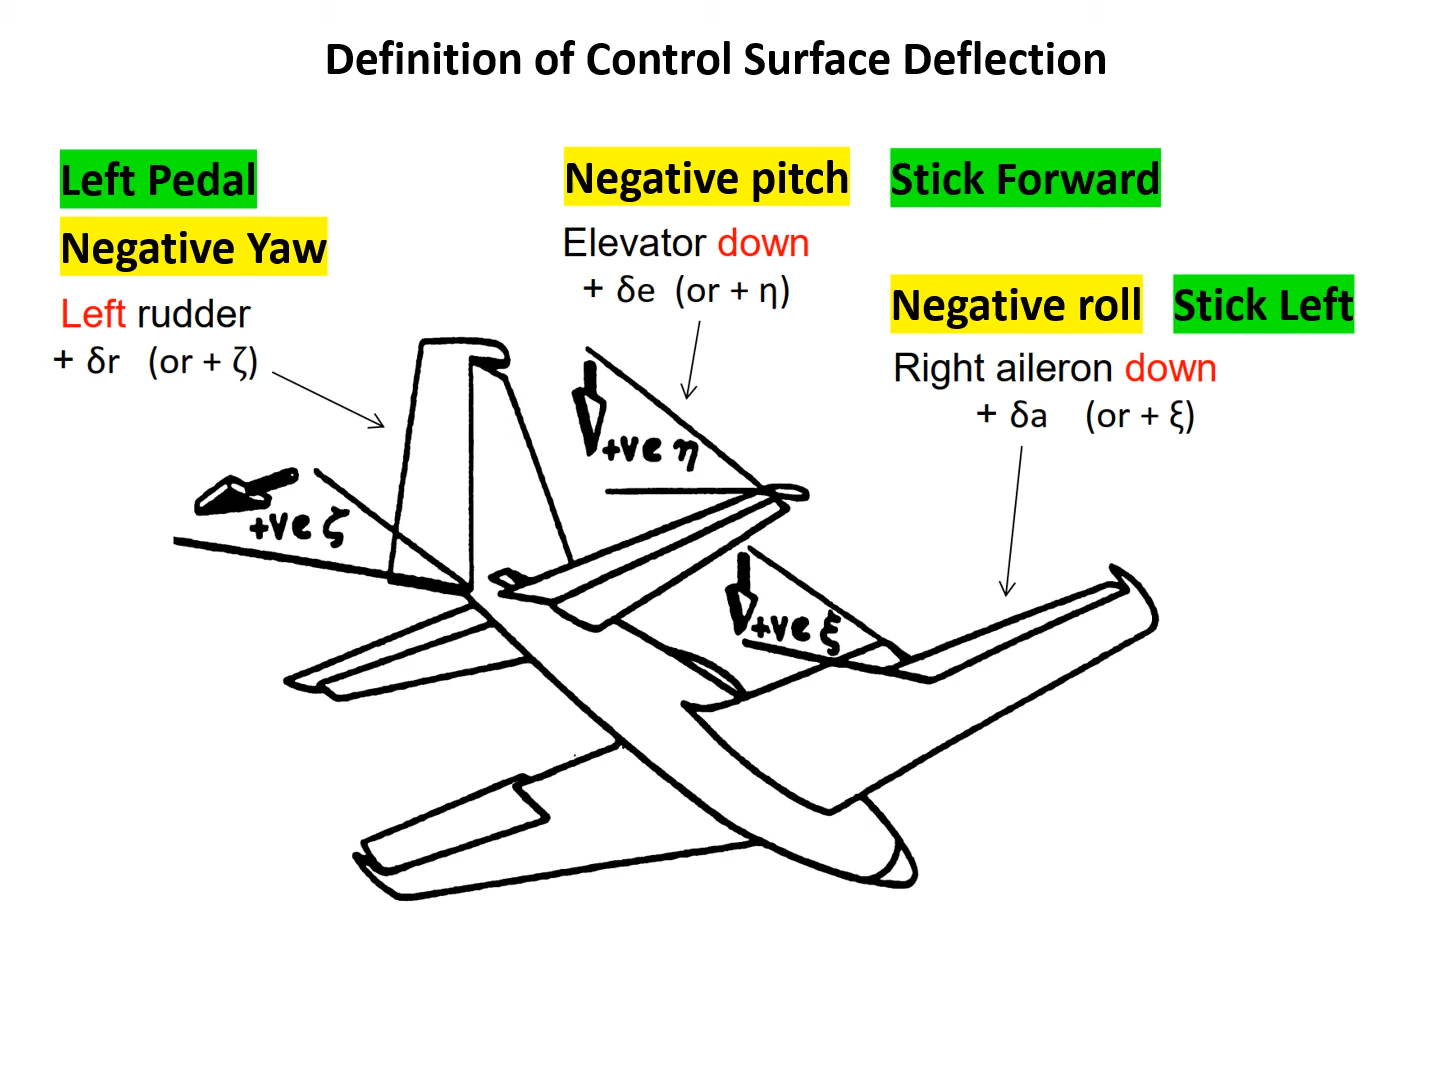 Definition of Control Surface Deflection
Left Pedal
Negative Yaw
Left rudder
+ δr (or + ζ)
Negative pitch
Stick Forward
Elevator down
+ δe (or + η)
Negative roll
Stick Left
Right aileron down
+ δa (or + ξ)
+ve η
+ve ζ
+ve ξ